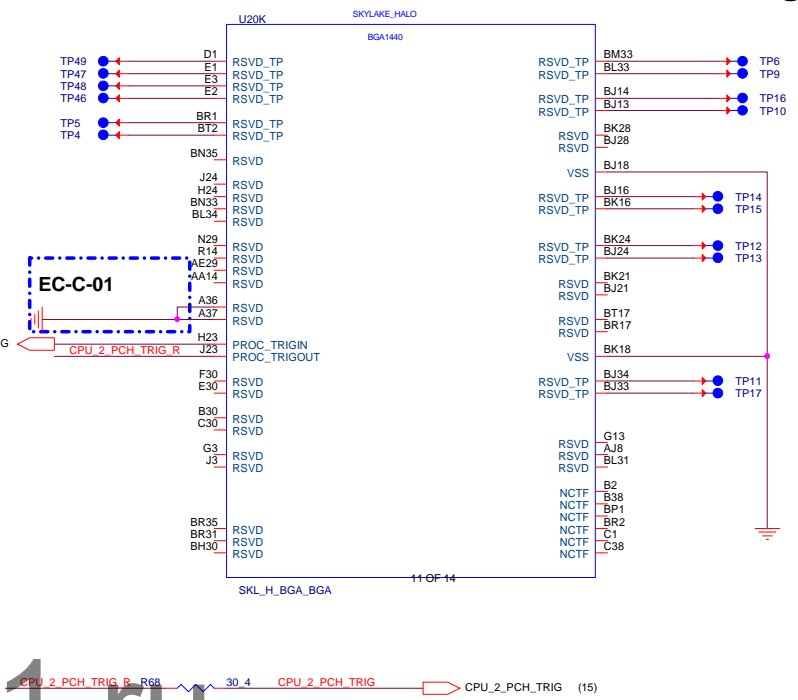 U20K
SKYLAKE_HALO
BGA1440
TP49 D1 RSVD_TP
TP47 E1 RSVD_TP
TP48 E3 RSVD_TP
TP46 E2 RSVD_TP
TP5 BR1 RSVD_TP
TP4 BT2 RSVD_TP
BN35 RSVD
J24 RSVD
H24 RSVD
BN33 RSVD
BL34 RSVD
N29 RSVD
R14 RSVD
AE29 RSVD
AA14 RSVD
EC-C-01
A36 RSVD
A37 RSVD
G H23 PROC_TRIGIN
CPU_2_PCH_TRIG_R J23 PROC_TRIGOUT
F30 RSVD
E30 RSVD
B30 RSVD
C30 RSVD
G3 RSVD
J3 RSVD
BR35 RSVD
BR31 RSVD
BH30 RSVD
RSVD_TP BM33 TP6
RSVD_TP BL33 TP9
RSVD_TP BJ14 TP16
RSVD_TP BJ13 TP10
RSVD BK28
RSVD BJ28
VSS BJ18
RSVD_TP BJ16 TP14
RSVD_TP BK16 TP15
RSVD_TP BK24 TP12
RSVD_TP BJ24 TP13
RSVD BK21
RSVD BJ21
RSVD BT17
RSVD BR17
VSS BK18
RSVD_TP BJ34 TP11
RSVD_TP BJ33 TP17
RSVD G13
RSVD AJ8
RSVD BL31
NCTF B2
NCTF B38
NCTF BP1
NCTF BR2
NCTF C1
NCTF C38
11 OF 14
SKL_H_BGA_BGA
CPU_2_PCH_TRIG_R R68 30_4 CPU_2_PCH_TRIG CPU_2_PCH_TRIG (15)